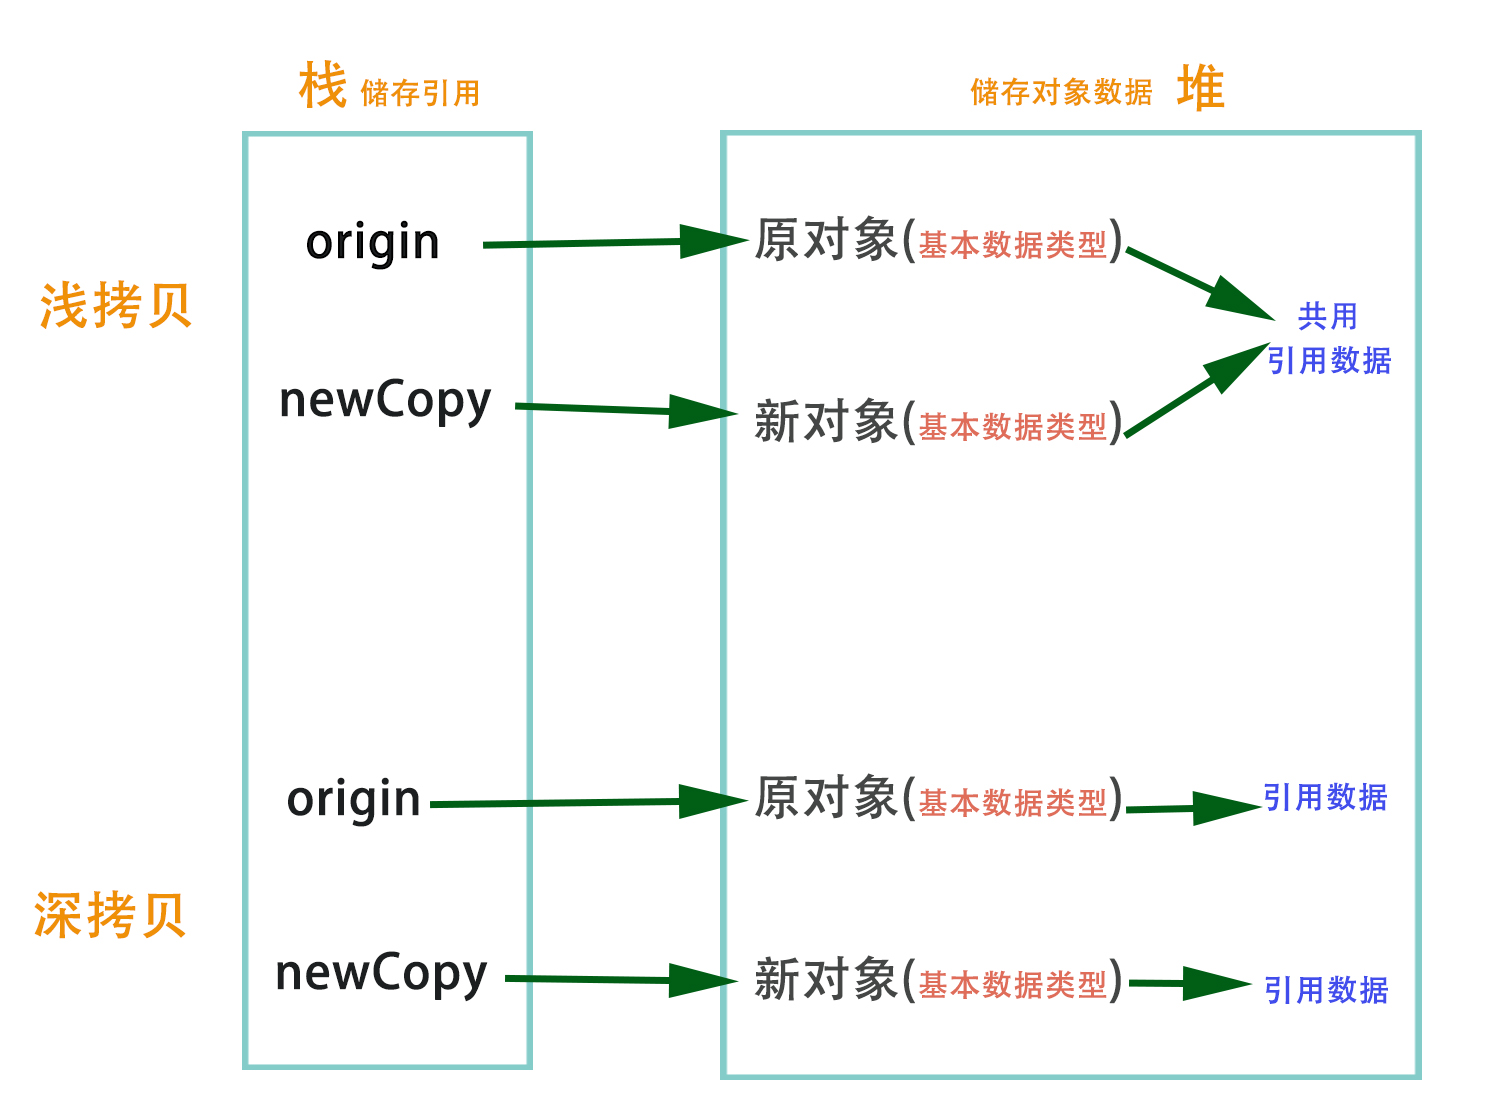 栈 储存引用
储存对象数据 堆
浅拷贝
origin
原对象(基本数据类型)
共用
引用数据
newCopy
新对象(基本数据类型)
深拷贝
origin
原对象(基本数据类型)
引用数据
newCopy
新对象(基本数据类型)
引用数据